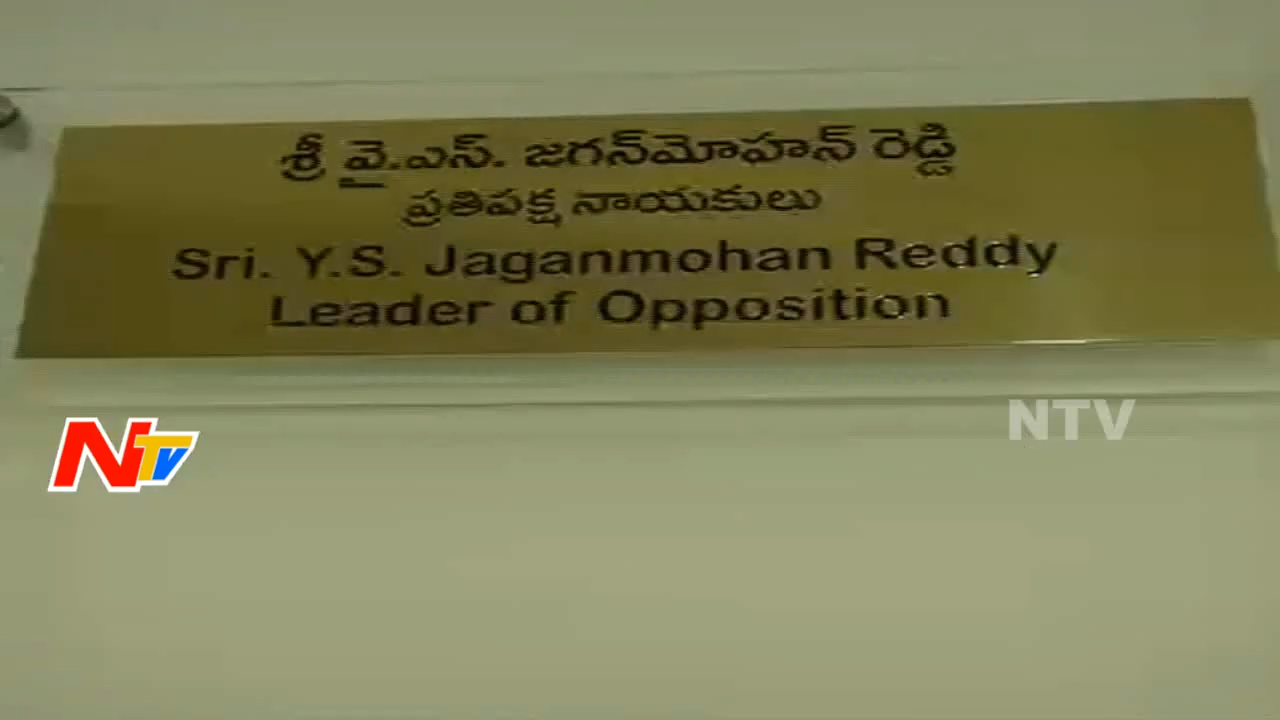 శ్రీ వై.ఎస్. జగన్‌మోహన్ రెడ్డి
ప్రతిపక్ష నాయకులు
Sri. Y.S. Jaganmohan Reddy
Leader of Opposition
NTV
NTV